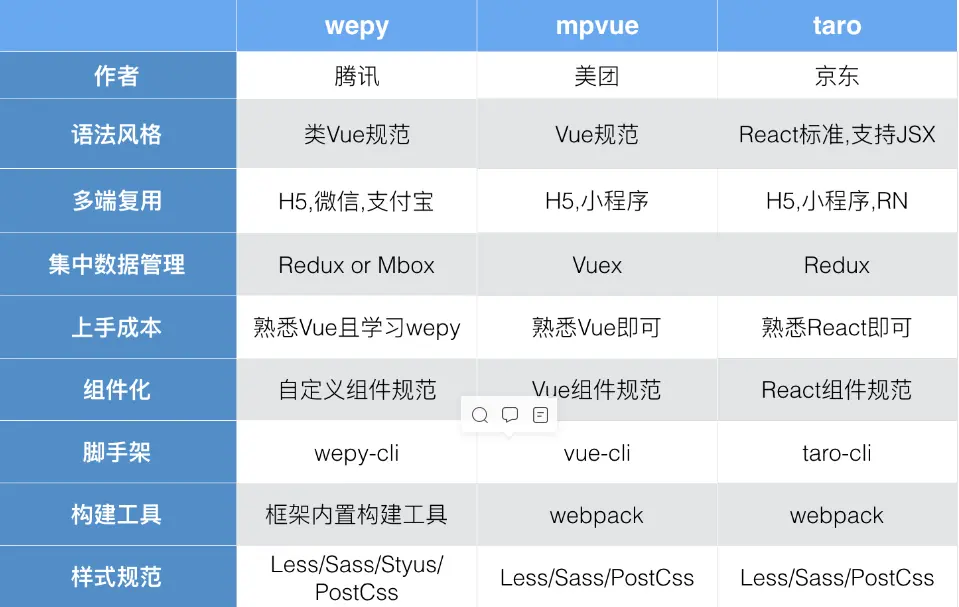 wepy mpvue taro
作者 腾讯 美团 京东
语法风格 类Vue规范 Vue规范 React标准,支持JSX
多端复用 H5,微信,支付宝 H5,小程序 H5,小程序,RN
集中数据管理 Redux or Mbox Vuex Redux
上手成本 熟悉Vue且学习wepy 熟悉Vue即可 熟悉React即可
组件化 自定义组件规范 Vue组件规范 React组件规范
脚手架 wepy-cli vue-cli taro-cli
构建工具 框架内置构建工具 webpack webpack
样式规范 Less/Sass/Styus/
PostCss Less/Sass/PostCss Less/Sass/PostCss